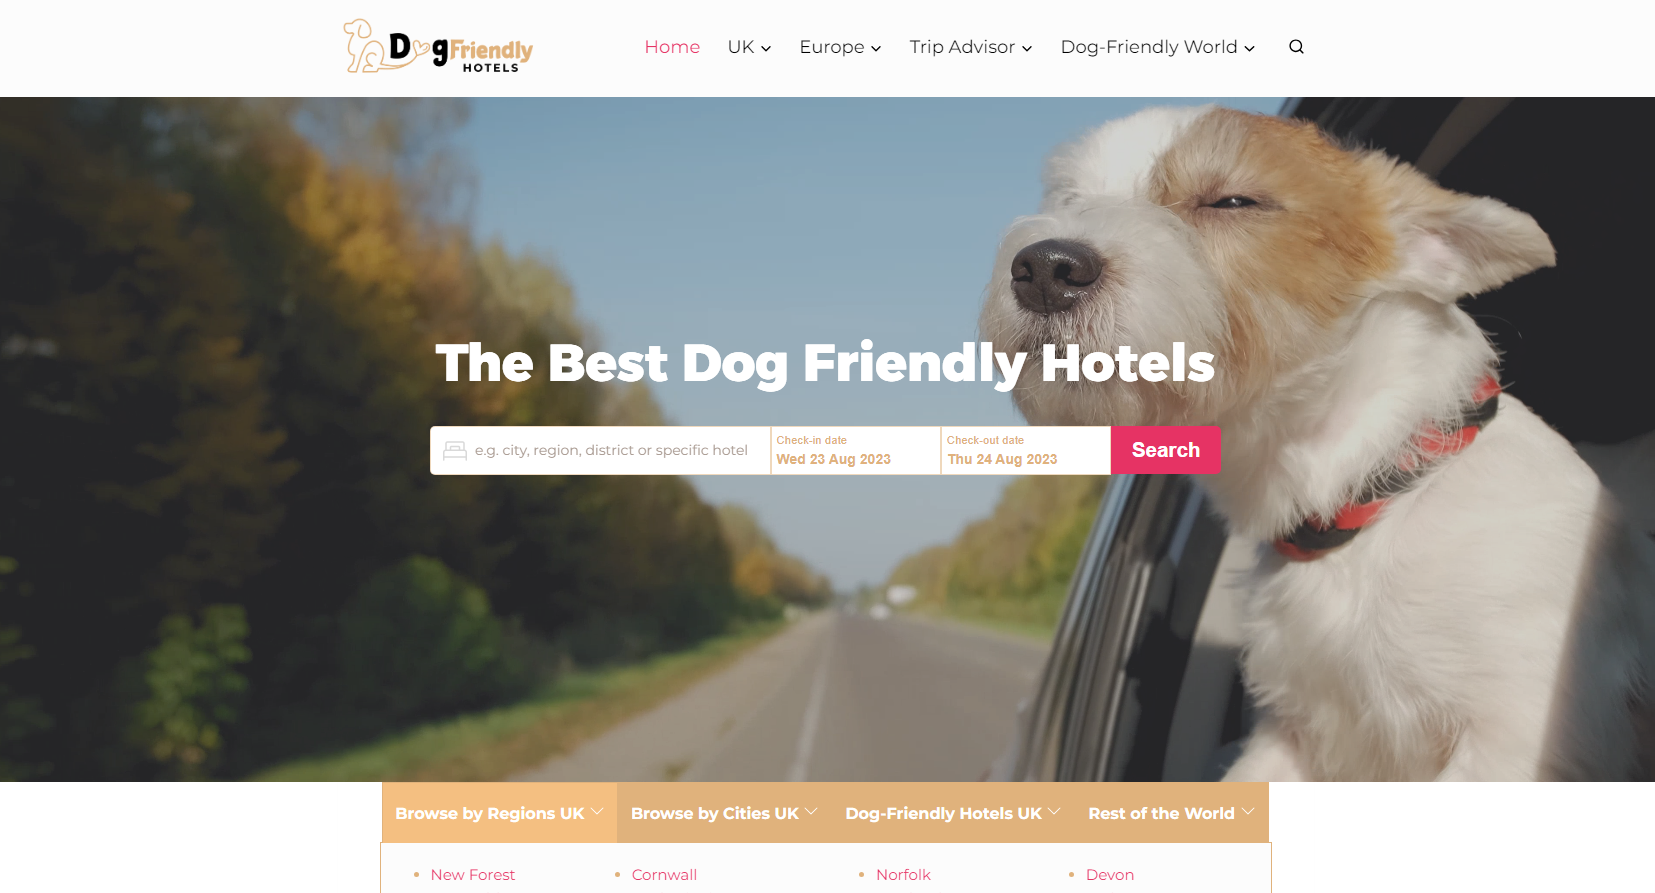 DogFriendly
HOTELS
Home
UK
Europe
Trip Advisor
Dog-Friendly World
The Best Dog Friendly Hotels
e.g. city, region, district or specific hotel
Check-in date
Wed 23 Aug 2023
Check-out date
Thu 24 Aug 2023
Search
Browse by Regions UK
Browse by Cities UK
Dog-Friendly Hotels UK
Rest of the World
New Forest
Cornwall
Norfolk
Devon